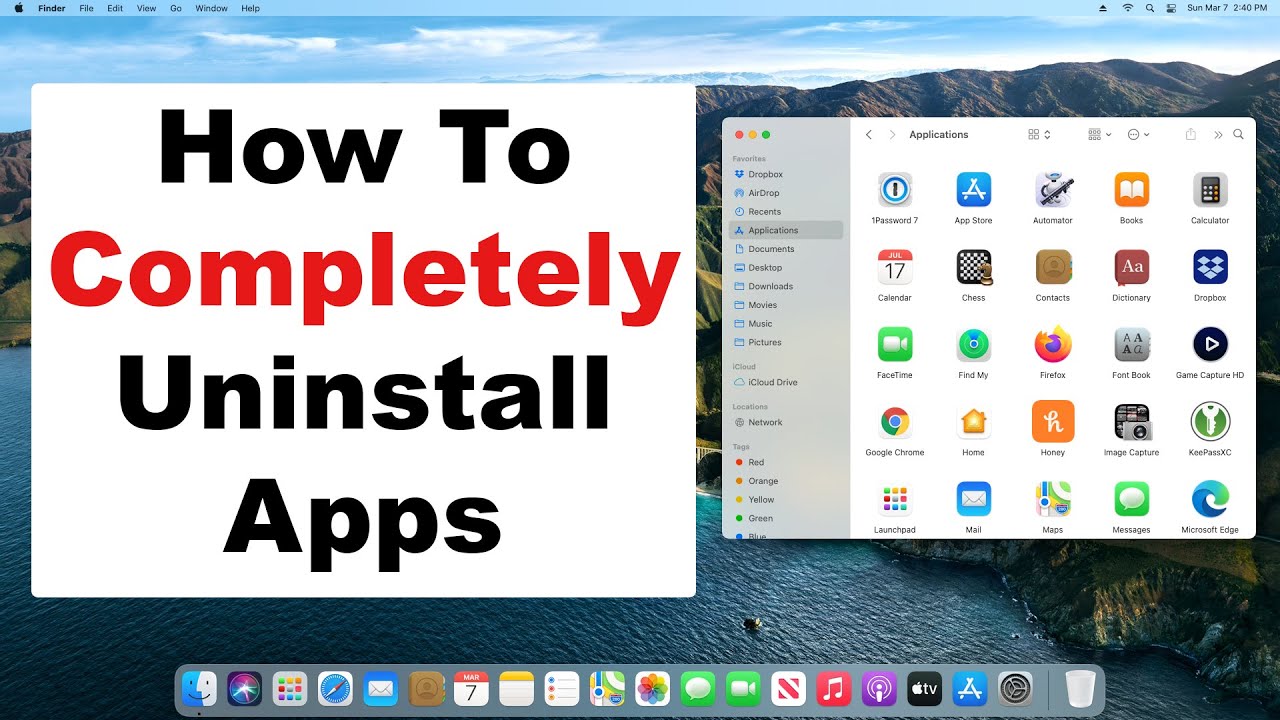 Finder File Edit View Go Window Help Sun Mar 7 2:40 PM
How To
Completely
Uninstall
Apps
Applications
Favorites
Dropbox
AirDrop
Recents
Applications
Documents
Desktop
Downloads
Movies
Music
Pictures
iCloud
iCloud Drive
Locations
Network
Tags
Red
Orange
Yellow
Green
Blue
1Password 7 App Store Automator Books Calculator
JUL
17
Aa
Calendar Chess Contacts Dictionary Dropbox
A A
A A
FaceTime Find My Firefox Font Book Game Capture HD
h
Google Chrome Home Honey Image Capture KeePassXC
Launchpad Mail Maps Messages Microsoft Edge
MAR
7
N
tv